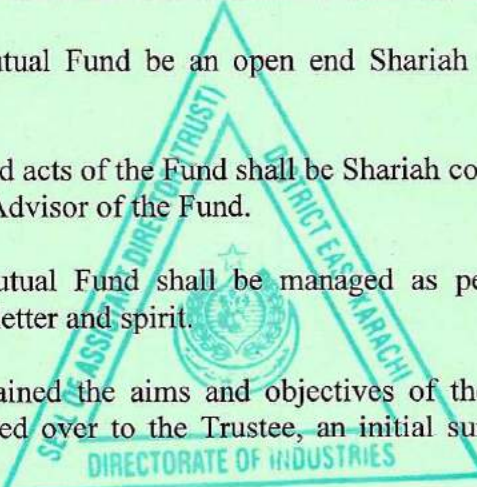 utual Fund be an open end Shariah
d acts of the Fund shall be Shariah co
Advisor of the Fund.
utual Fund shall be managed as pe
etter and spirit.
ained the aims and objectives of the
ed over to the Trustee, an initial su
SEAL OF ASSISTANT DIRECTOR (TRUST)
DISTRICT EAST KARACHI
DIRECTORATE OF INDUSTRIES